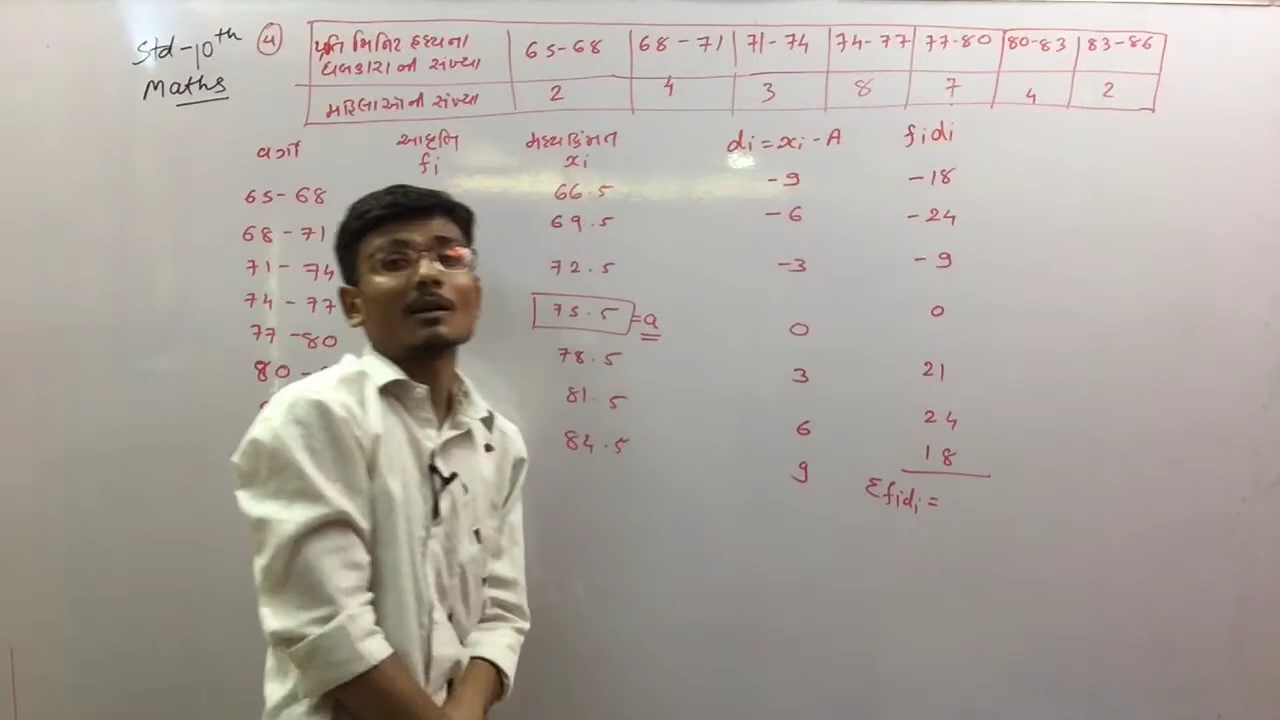 Std-10th
Maths
૫
પ્રતિ મિનિટ હૃદયના ધબકારાની સંખ્યા 65-68 68-71 71-74 74-77 77-80 80-83 83-86
મહિલાઓની સંખ્યા 2 4 3 8 7 4 2
વર્ગ આવૃત્તિ fi મધ્યકિંમત xi di = xi - A fidi
65-68 66.5 -9 -18
68-71 69.5 -6 -24
71-74 72.5 -3 -9
74-77 75.5 = a 0 0
77-80 78.5 3 21
80- 81.5 6 24
84.5 9 18
Σfidi =